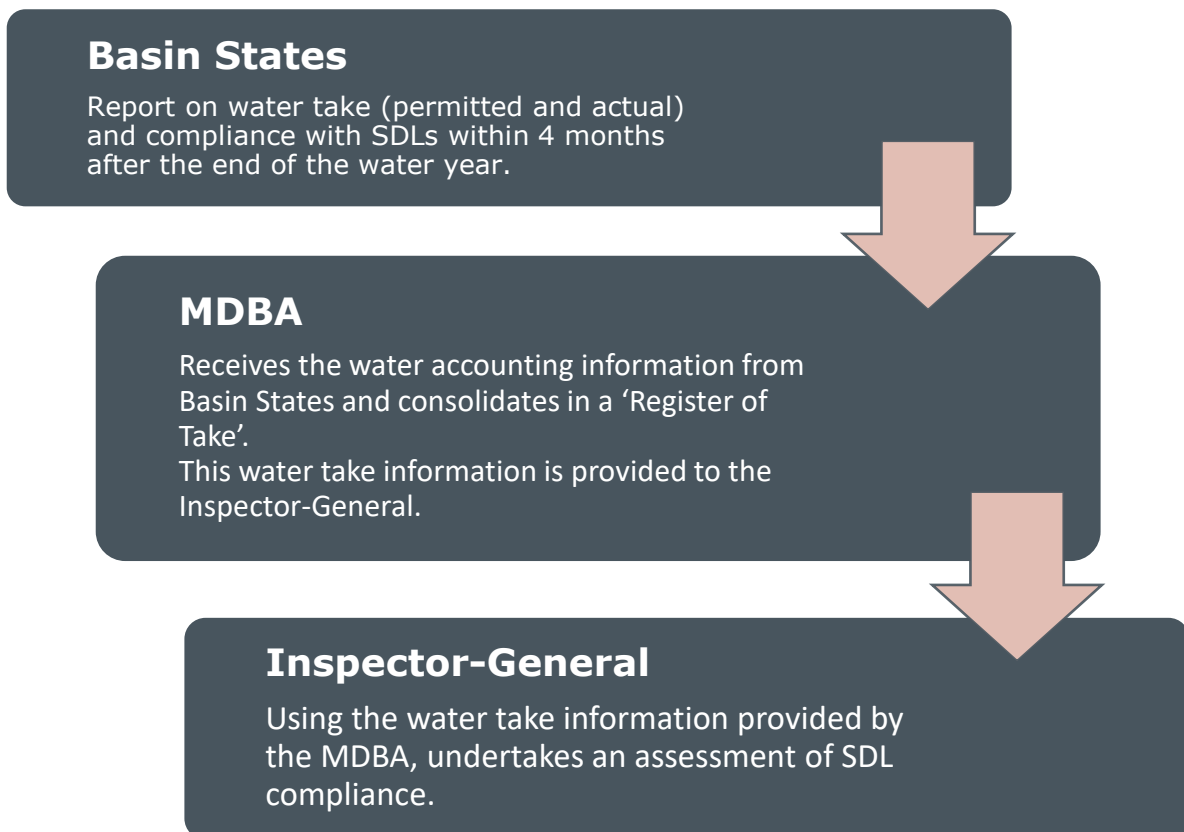 Basin States
Report on water take (permitted and actual)
and compliance with SDLs within 4 months
after the end of the water year.
MDBA
Receives the water accounting information from
Basin States and consolidates in a ‘Register of
Take’.
This water take information is provided to the
Inspector-General.
Inspector-General
Using the water take information provided by
the MDBA, undertakes an assessment of SDL
compliance.